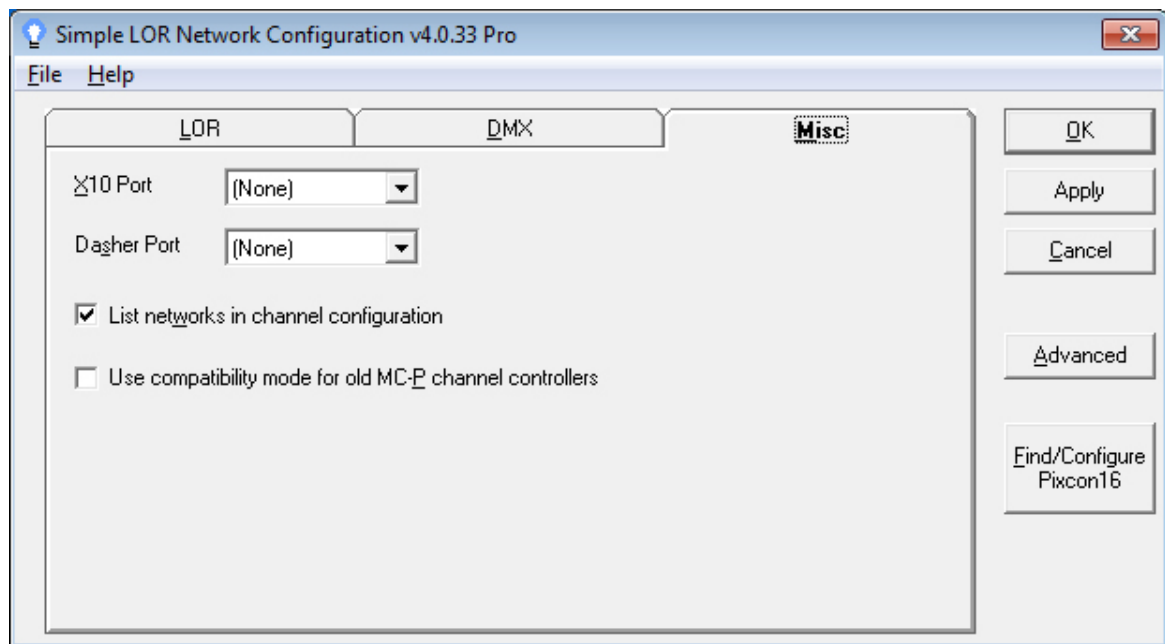 Simple LOR Network Configuration v4.0.33 Pro
File Help
LOR DMX Misc
OK
X10 Port (None)
Apply
Dasher Port (None)
Cancel
List networks in channel configuration
Advanced
Use compatibility mode for old MC-P channel controllers
Find/Configure
Pixcon16